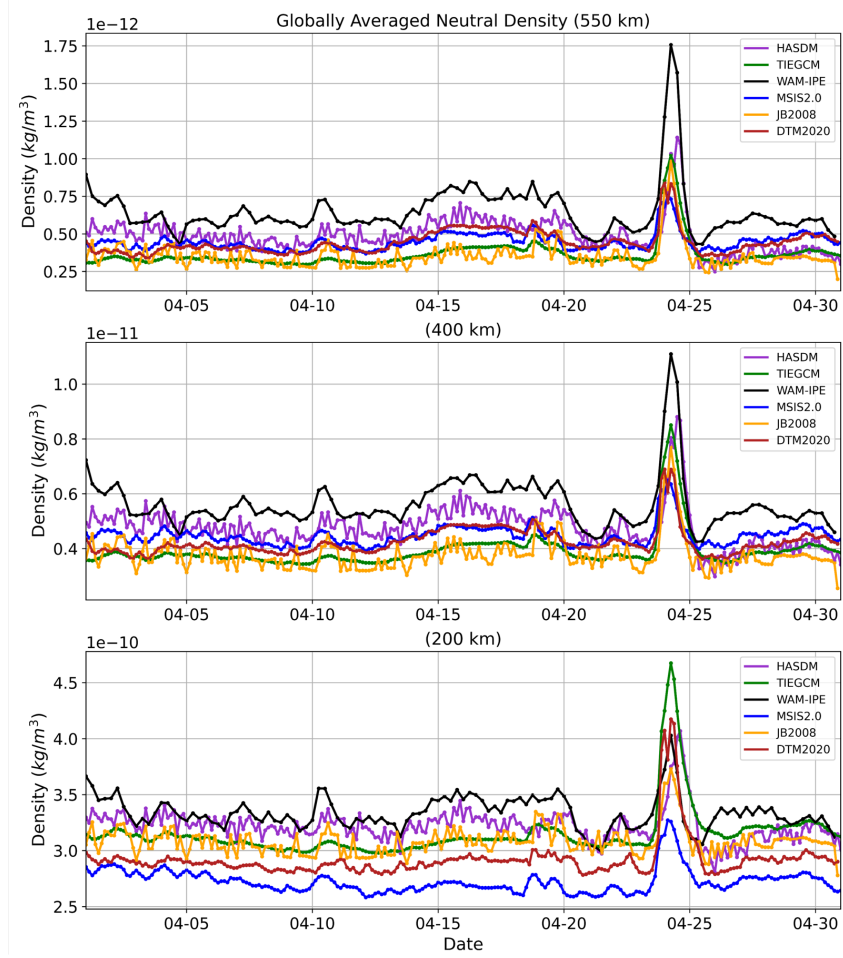 Globally Averaged Neutral Density (550 km)
1e−12
1.75
1.50
1.25
1.00
0.75
0.50
0.25
Density (kg/m³)
HASDM
TIEGCM
WAM-IPE
MSIS2.0
JB2008
DTM2020
04-05 04-10 04-15 04-20 04-25 04-30
(400 km)
1e−11
1.0
0.8
0.6
0.4
Density (kg/m³)
HASDM
TIEGCM
WAM-IPE
MSIS2.0
JB2008
DTM2020
04-05 04-10 04-15 04-20 04-25 04-30
(200 km)
1e−10
4.5
4.0
3.5
3.0
2.5
Density (kg/m³)
HASDM
TIEGCM
WAM-IPE
MSIS2.0
JB2008
DTM2020
04-05 04-10 04-15 04-20 04-25 04-30
Date